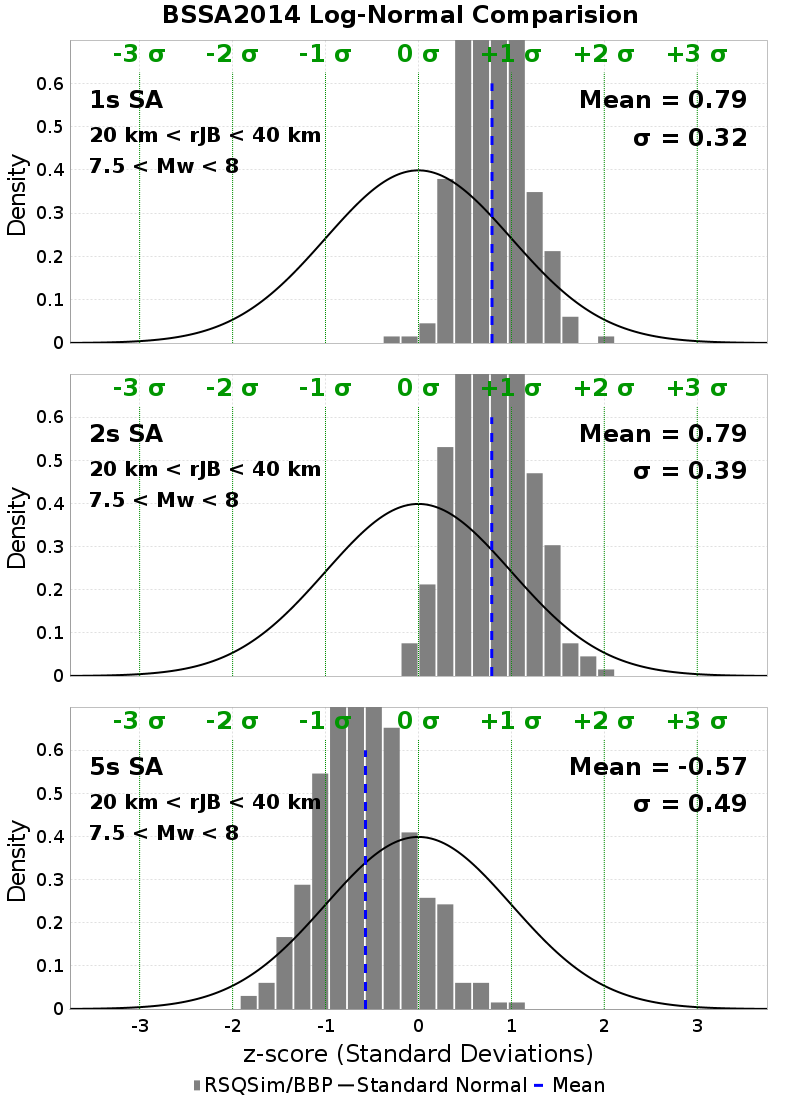 BSSA2014 Log-Normal Comparision
-3 σ -2 σ -1 σ 0 σ +1 σ +2 σ +3 σ
1s SA
20 km < rJB < 40 km
7.5 < Mw < 8
Mean = 0.79
σ = 0.32
0.6
0.5
0.4
0.3
0.2
0.1
0
Density
-3 σ -2 σ -1 σ 0 σ +1 σ +2 σ +3 σ
2s SA
20 km < rJB < 40 km
7.5 < Mw < 8
Mean = 0.79
σ = 0.39
0.6
0.5
0.4
0.3
0.2
0.1
0
Density
-3 σ -2 σ -1 σ 0 σ +1 σ +2 σ +3 σ
5s SA
20 km < rJB < 40 km
7.5 < Mw < 8
Mean = -0.57
σ = 0.49
0.6
0.5
0.4
0.3
0.2
0.1
0
Density
-3 -2 -1 0 1 2 3
z-score (Standard Deviations)
RSQSim/BBP Standard Normal Mean